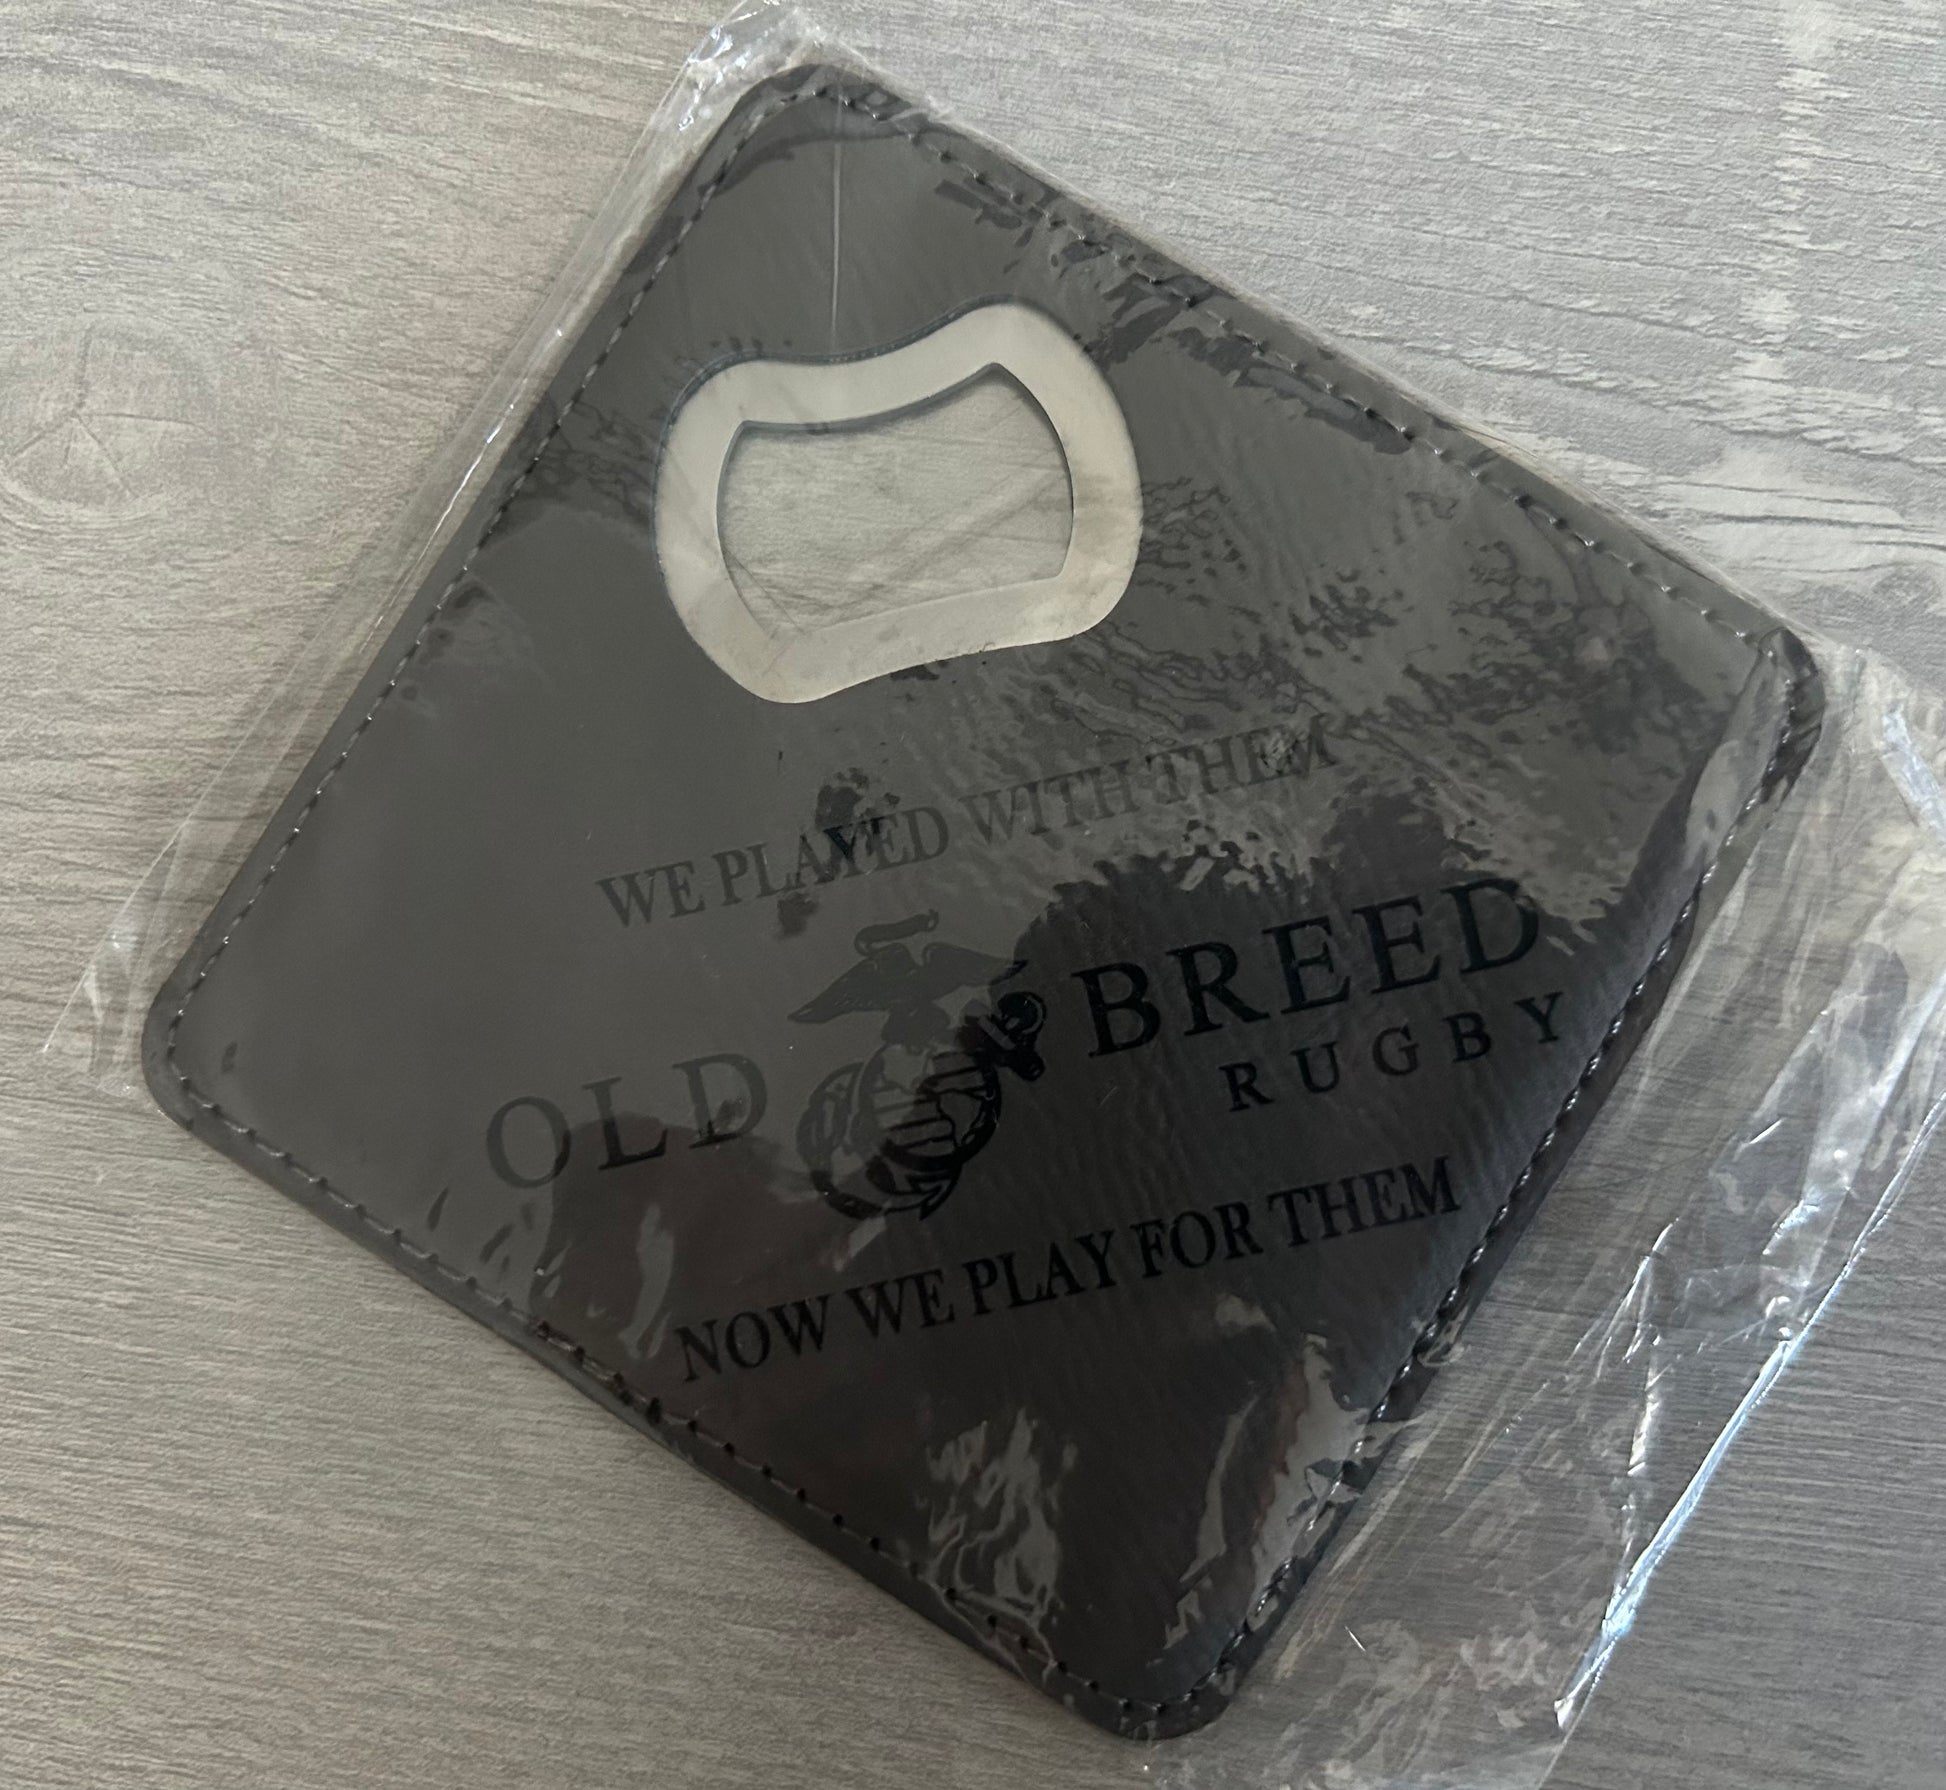 WE PLAYED WITH THEM
OLD BREED
RUGBY
NOW WE PLAY FOR THEM